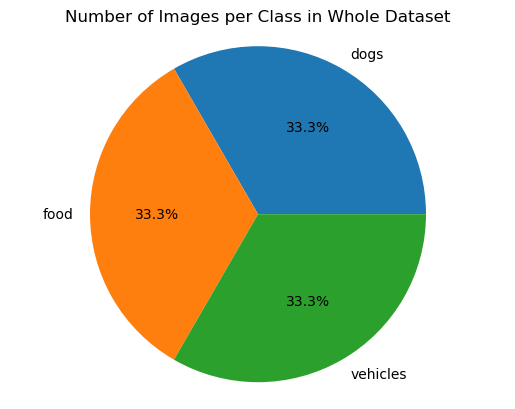 Number of Images per Class in Whole Dataset
dogs
33.3%
food
33.3%
33.3%
vehicles